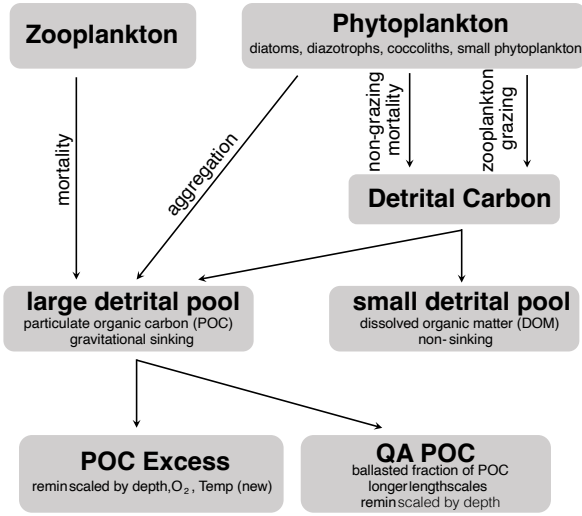 Zooplankton
Phytoplankton
diatoms, diazotrophs, coccoliths, small phytoplankton
mortality
aggregation
non-grazing
mortality
zooplankton
grazing
Detrital Carbon
large detrital pool
particulate organic carbon (POC)
gravitational sinking
small detrital pool
dissolved organic matter (DOM)
non-sinking
POC Excess
remin scaled by depth, O₂, Temp (new)
QA POC
ballasted fraction of POC
longer lengthscales
remin scaled by depth